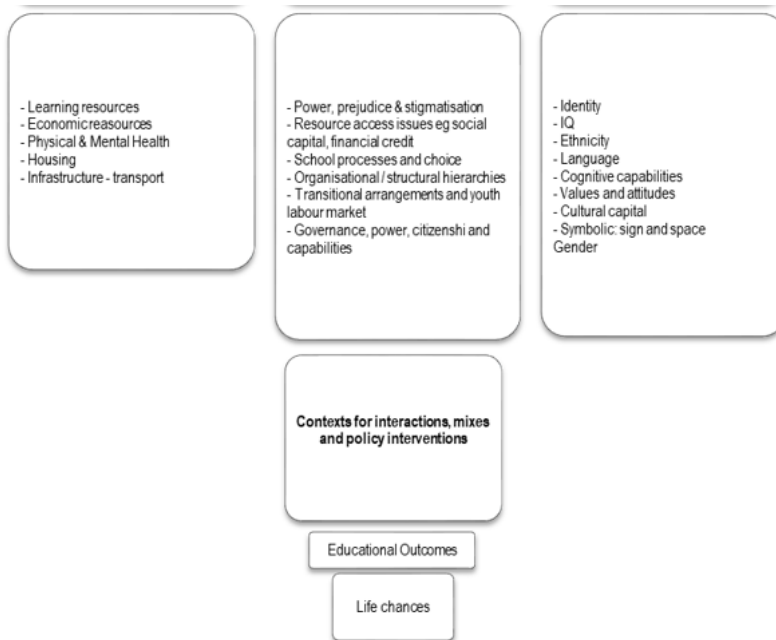 - Learning resources
- Economic reasources
- Physical & Mental Health
- Housing
- Infrastructure - transport
- Power, prejudice & stigmatisation
- Resource access issues eg social
capital, financial credit
- School processes and choice
- Organisational / structural hierarchies
- Transitional arrangements and youth
labour market
- Governance, power, citizenshi and
capabilities
- Identity
- IQ
- Ethnicity
- Language
- Cognitive capabilities
- Values and attitudes
- Cultural capital
- Symbolic: sign and space
Gender
Contexts for interactions, mixes
and policy interventions
Educational Outcomes
Life chances